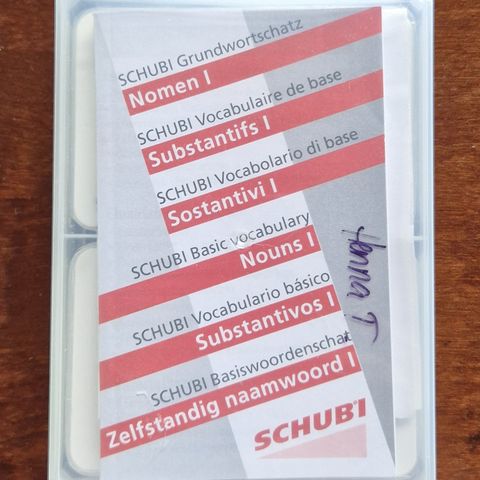 SCHUBI Grundwortschatz
Nomen I
SCHUBI Vocabulaire de base
Substantifs I
SCHUBI Vocabolario di base
Sostantivi I
SCHUBI Basic vocabulary
Nouns I
SCHUBI Vocabulario básico
Substantivos I
SCHUBI Basiswoordenschat
Zelfstandig naamwoord I
SCHUBI
Hanna T